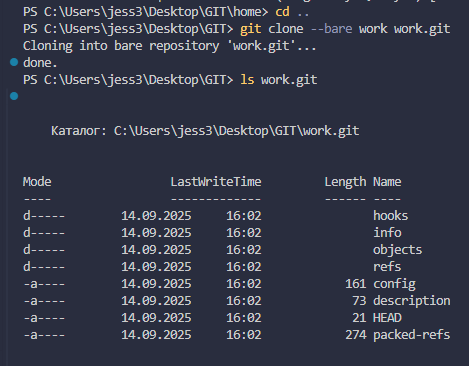 PS C:\Users\jess3\Desktop\GIT\home> cd ..
PS C:\Users\jess3\Desktop\GIT> git clone --bare work work.git
Cloning into bare repository 'work.git'...
done.
PS C:\Users\jess3\Desktop\GIT> ls work.git
Каталог: C:\Users\jess3\Desktop\GIT\work.git
Mode LastWriteTime Length Name
---- ------------- ------ ----
d----- 14.09.2025 16:02 hooks
d----- 14.09.2025 16:02 info
d----- 14.09.2025 16:02 objects
d----- 14.09.2025 16:02 refs
-a---- 14.09.2025 16:02 161 config
-a---- 14.09.2025 16:02 73 description
-a---- 14.09.2025 16:02 21 HEAD
-a---- 14.09.2025 16:02 274 packed-refs